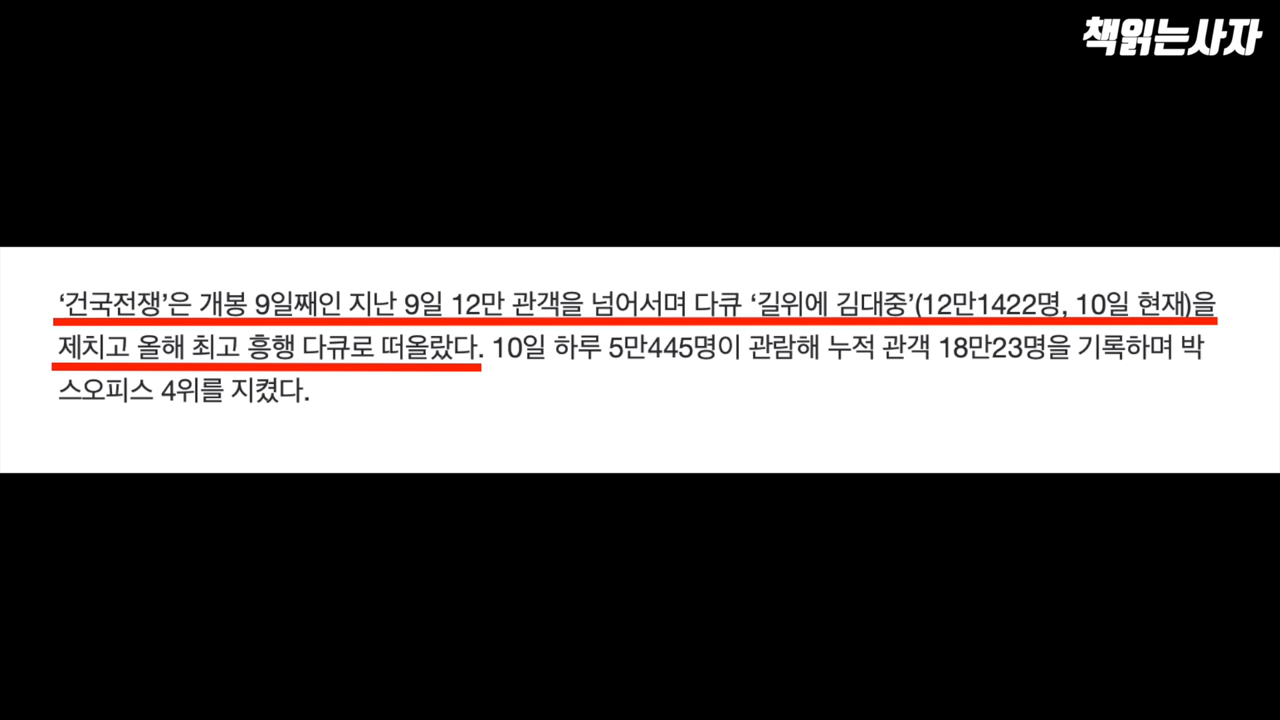 책읽는사자
‘건국전쟁’은 개봉 9일째인 지난 9일 12만 관객을 넘어서며 다큐 ‘길위에 김대중’(12만1422명, 10일 현재)을
제치고 올해 최고 흥행 다큐로 떠올랐다. 10일 하루 5만445명이 관람해 누적 관객 18만23명을 기록하며 박
스오피스 4위를 지켰다.